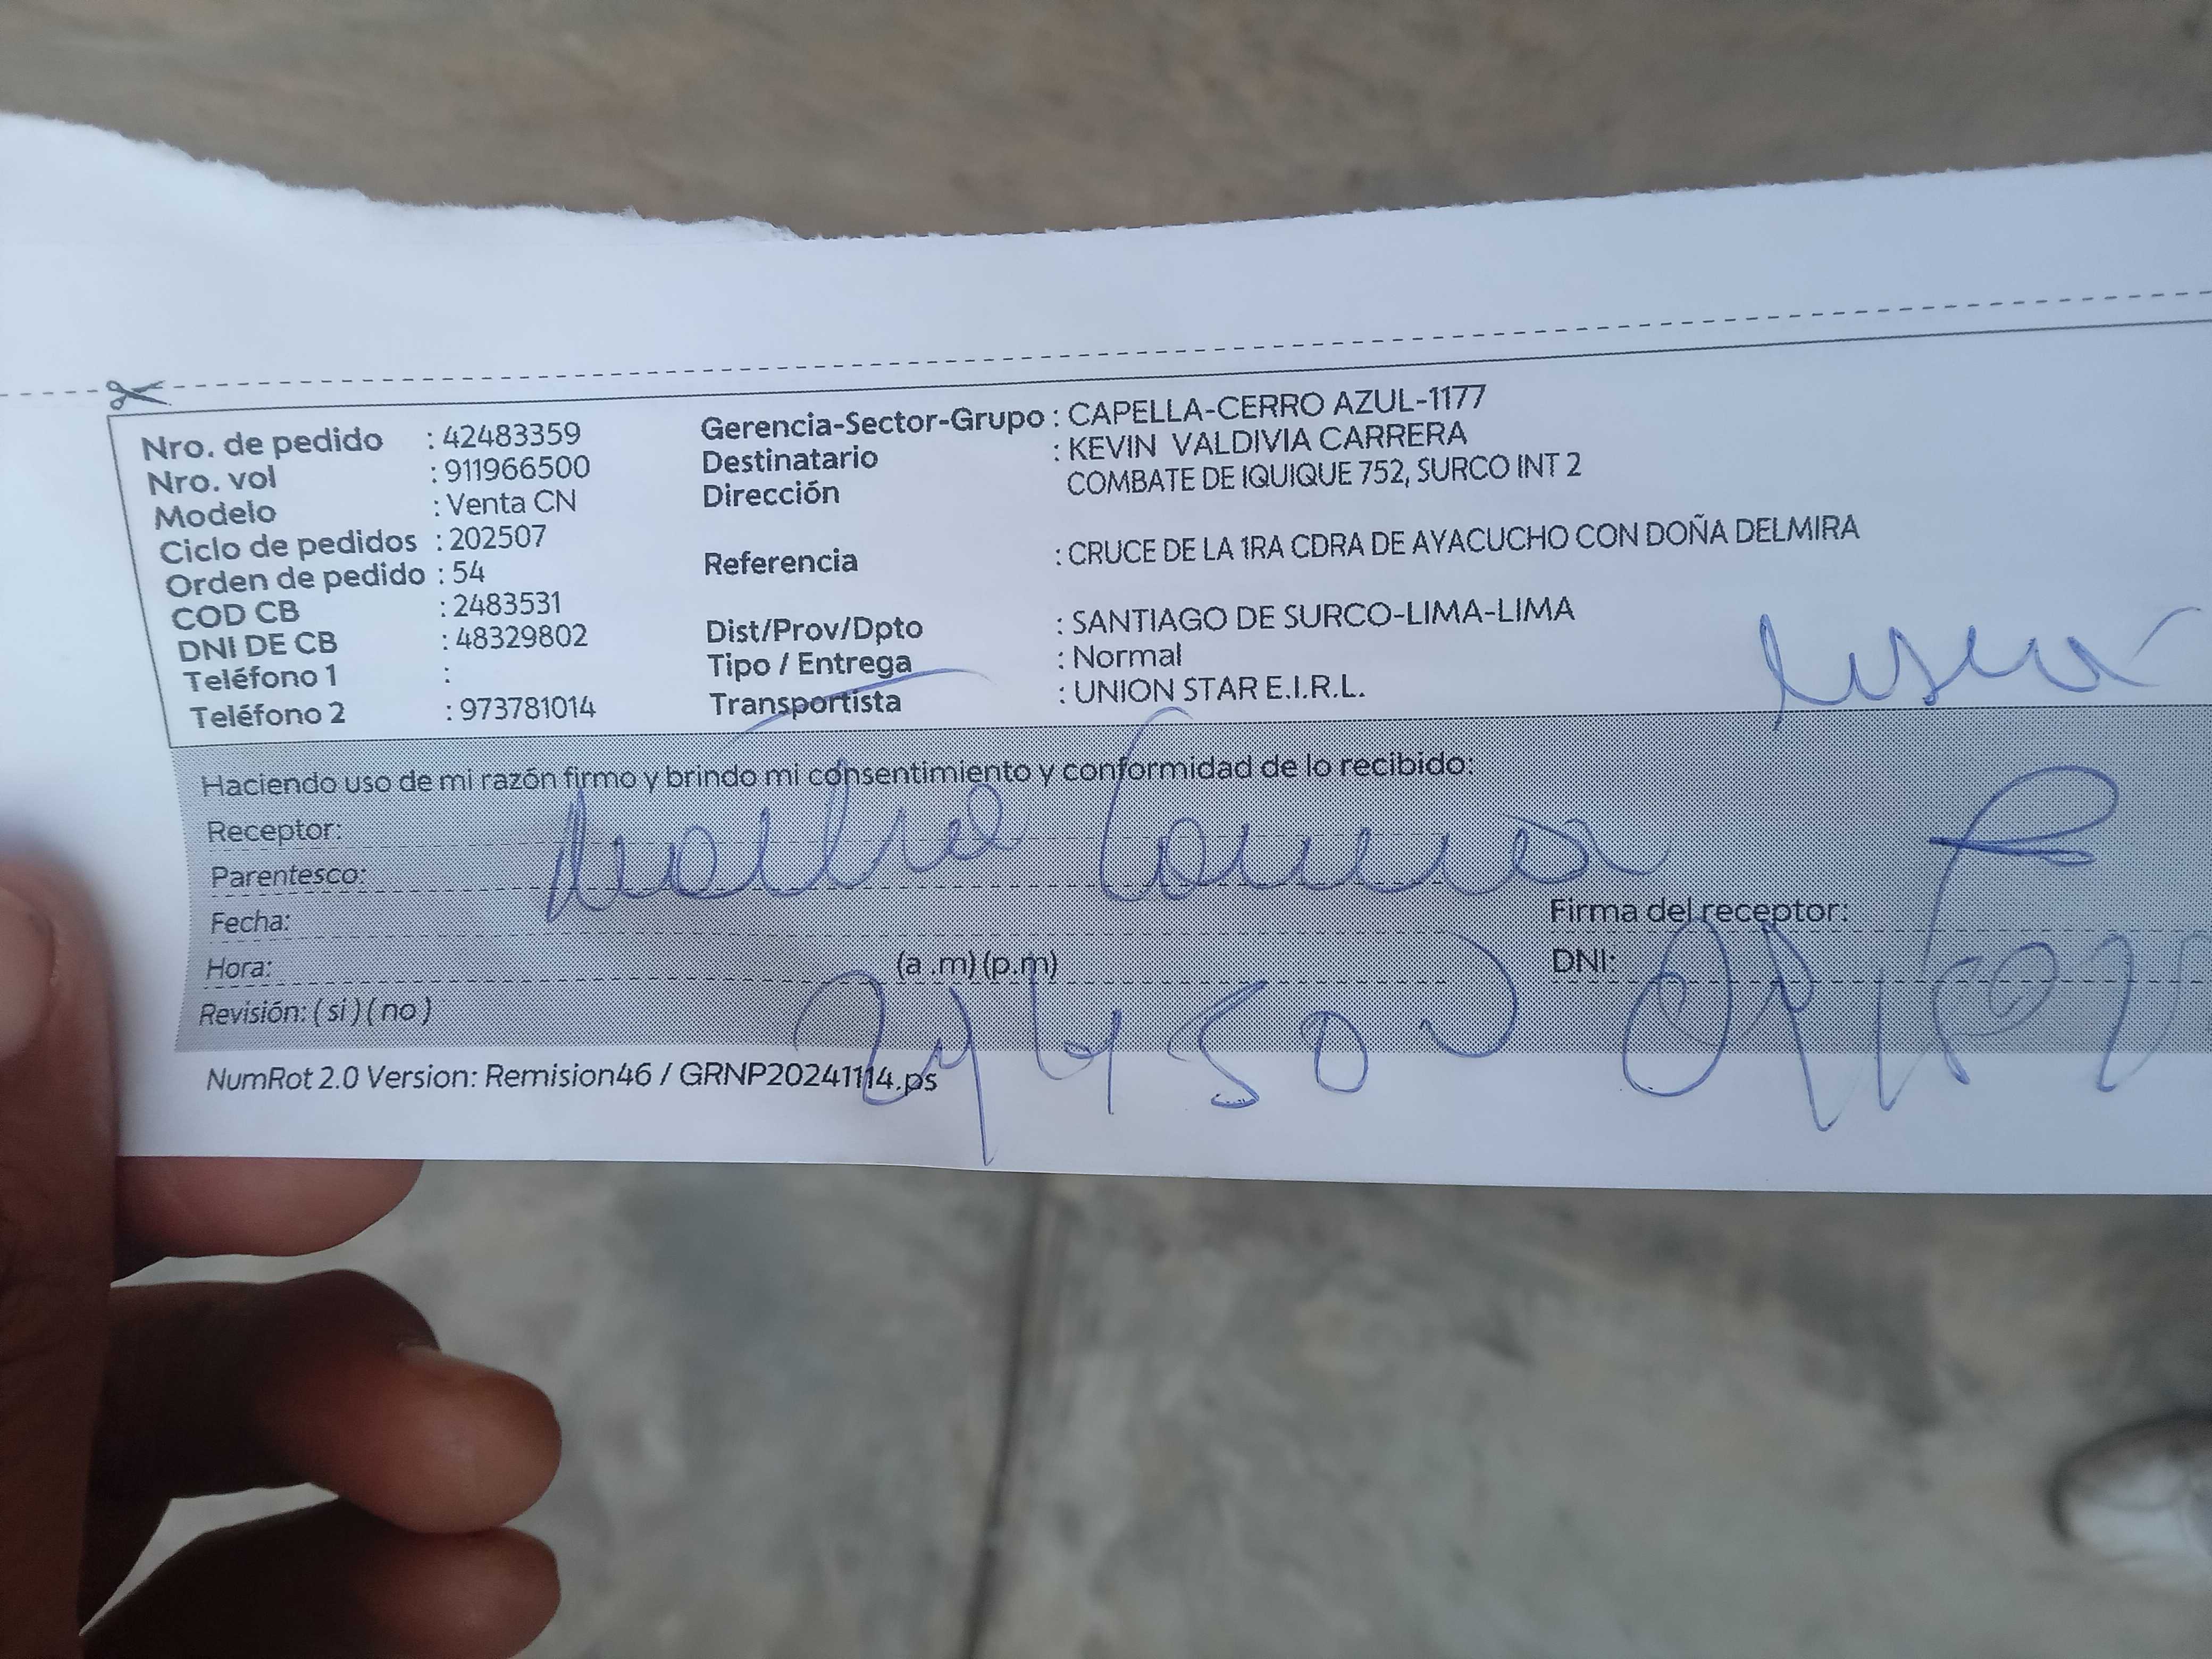 Nro. de pedido : 42483359
Nro. vol : 911966500
Modelo : Venta CN
Ciclo de pedidos : 202507
Orden de pedido : 54
COD CB : 2483531
DNI DE CB : 48329802
Teléfono 1 :
Teléfono 2 : 973781014
Gerencia-Sector-Grupo : CAPELLA-CERRO AZUL-1177
Destinatario : KEVIN VALDIVIA CARRERA
Dirección COMBATE DE IQUIQUE 752, SURCO INT 2
Referencia : CRUCE DE LA 1RA CDRA DE AYACUCHO CON DOÑA DELMIRA
Dist/Prov/Dpto : SANTIAGO DE SURCO-LIMA-LIMA
Tipo / Entrega : Normal
Transportista : UNION STAR E.I.R.L.
Haciendo uso de mi razón firmo y brindo mi consentimiento y conformidad de lo recibido:
Receptor:
Parentesco:
Fecha:
Firma del receptor:
Hora: (a .m) (p.m)
DNI:
Revisión: ( si ) ( no )
NumRot 2.0 Version: Remision46 / GRNP20241114.ps